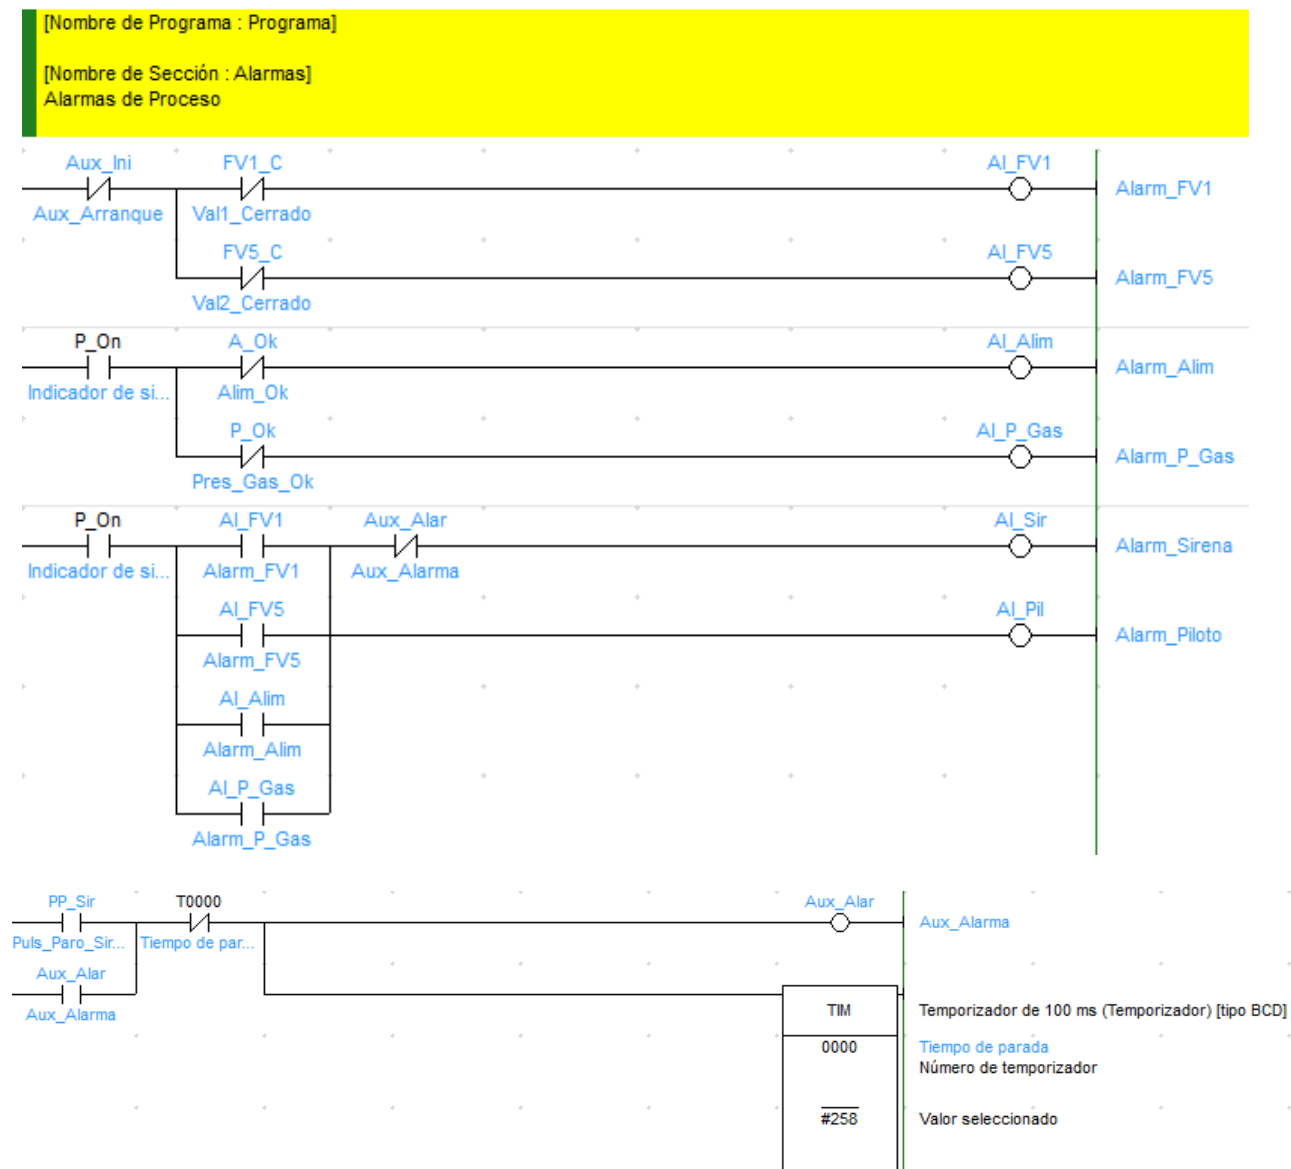 [Nombre de Programa : Programa]
[Nombre de Sección : Alarmas]
Alarmas de Proceso
Aux_Ini FV1_C Al_FV1
Alarm_FV1
Aux_Arranque Val1_Cerrado
FV5_C Al_FV5
Alarm_FV5
Val2_Cerrado
P_On A_Ok Al_Alim
Alarm_Alim
Indicador de si... Alim_Ok
P_Ok Al_P_Gas
Alarm_P_Gas
Pres_Gas_Ok
P_On Al_FV1 Aux_Alar Al_Sir
Alarm_Sirena
Indicador de si... Alarm_FV1 Aux_Alarma
Al_FV5 Al_Pil
Alarm_Piloto
Alarm_FV5
Al_Alim
Alarm_Alim
Al_P_Gas
Alarm_P_Gas
PP_Sir T0000 Aux_Alar
Aux_Alarma
Puls_Paro_Sir... Tiempo de par...
Aux_Alar
Aux_Alarma
TIM Temporizador de 100 ms (Temporizador) [tipo BCD]
0000 Tiempo de parada
Número de temporizador
#258 Valor seleccionado